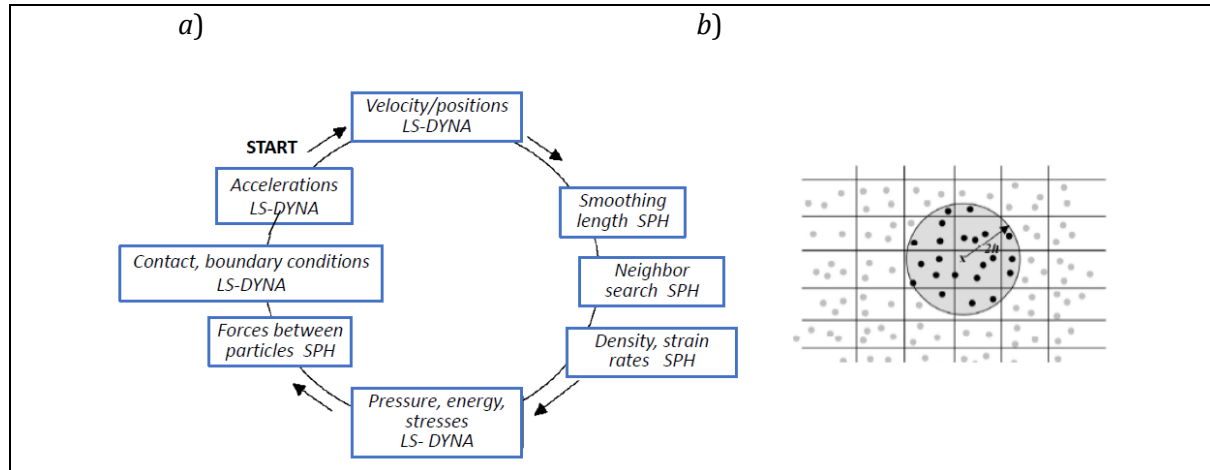 a)
b)
Velocity/positions
LS-DYNA
START
Accelerations
LS-DYNA
Smoothing
length SPH
Contact, boundary conditions
LS-DYNA
Neighbor
search SPH
Forces between
particles SPH
Density, strain
rates SPH
Pressure, energy,
stresses
LS- DYNA
2h
x